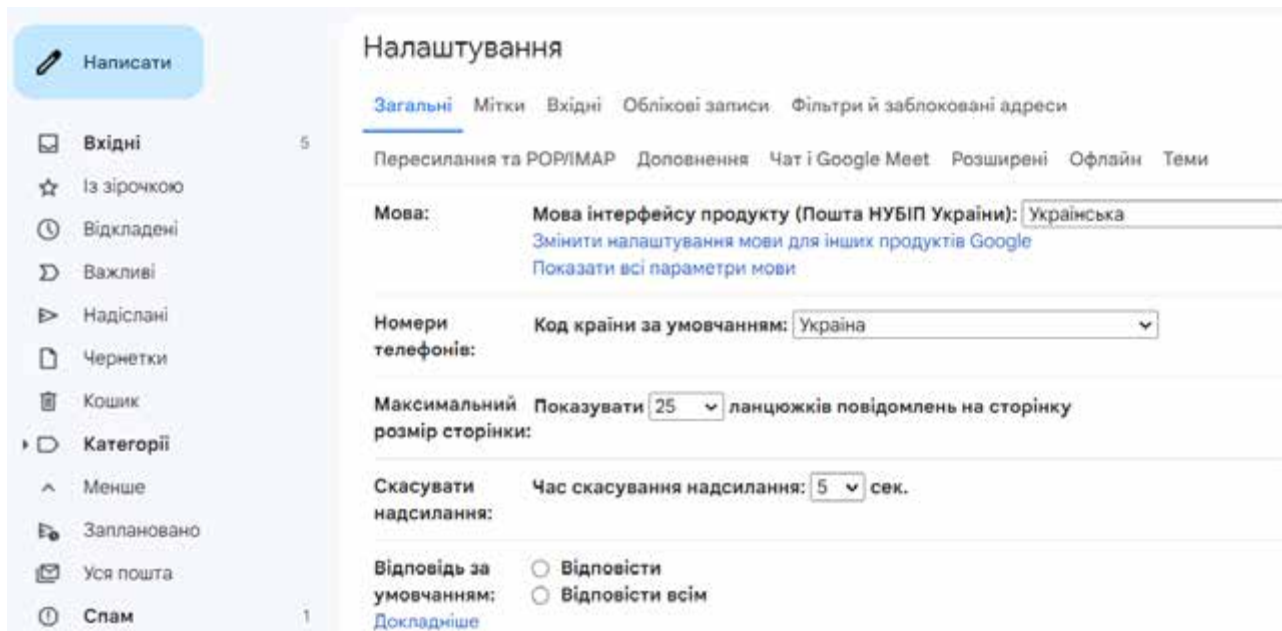 Написати
Вхідні 5
Із зірочкою
Відкладені
Важливі
Надіслані
Чернетки
Кошик
Категорії
Менше
Заплановано
Уся пошта
Спам 1
Налаштування
Загальні Мітки Вхідні Облікові записи Фільтри й заблоковані адреси
Пересилання та POP/IMAP Доповнення Чат і Google Meet Розширені Офлайн Теми
Мова: Мова інтерфейсу продукту (Пошта НУБІП України): Українська
Змінити налаштування мови для інших продуктів Google
Показати всі параметри мови
Номери Код країни за умовчанням: Україна
телефонів:
Максимальний Показувати 25 ланцюжків повідомлень на сторінку
розмір сторінки:
Скасувати Час скасування надсилання: 5 сек.
надсилання:
Відповідь за Відповісти
умовчанням: Відповісти всім
Докладніше